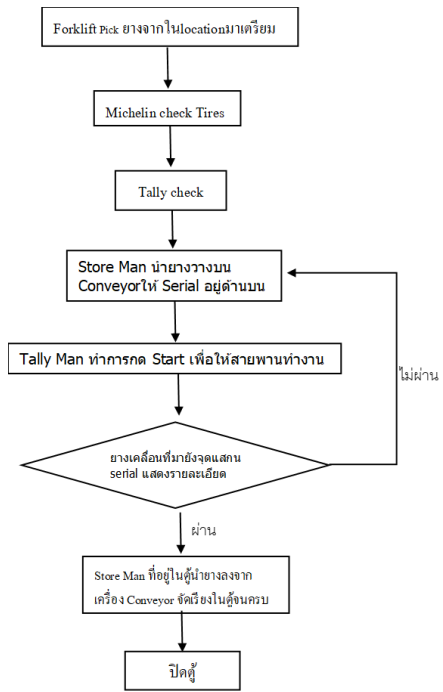 Forklift Pick ยางจากในlocationมาเตรียม
Michelin check Tires
Tally check
Store Man นำยางวางบน
Conveyorให้ Serial อยู่ด้านบน
Tally Man ทำการกด Start เพื่อให้สายพานทำงาน
ไม่ผ่าน
ยางเคลื่อนที่มายังจุดแสกน
serial แสดงรายละเอียด
ผ่าน
Store Man ที่อยู่ในตู้นำยางลงจาก
เครื่อง Conveyor จัดเรียงในตู้จนครบ
ปิดตู้